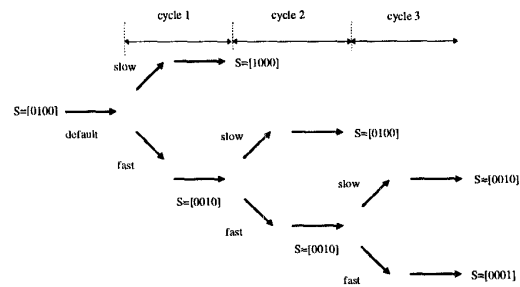 cycle 1 cycle 2 cycle 3
slow S=[1000]
S=[0100]
default
slow S=[0100]
fast
S=[0010]
slow S=[0010]
fast
S=[0010]
fast S=[0001]